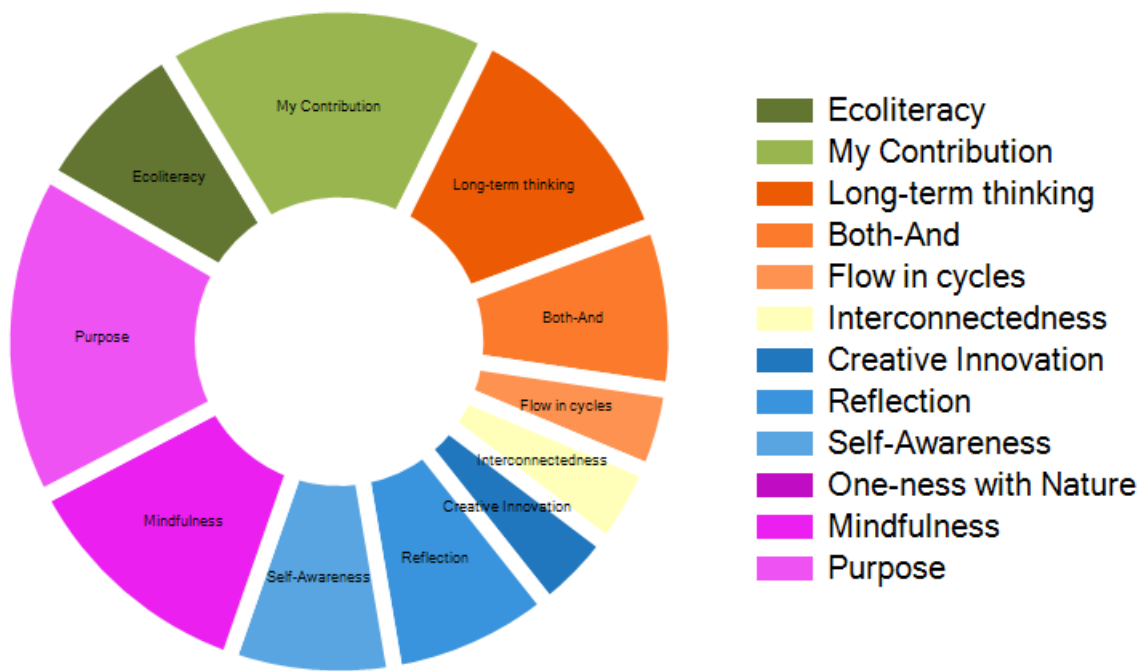 My Contribution
Ecoliteracy
Long-term thinking
Both-And
Purpose
Flow in cycles
Interconnectedness
Creative Innovation
Mindfulness
Reflection
Self-Awareness
Ecoliteracy
My Contribution
Long-term thinking
Both-And
Flow in cycles
Interconnectedness
Creative Innovation
Reflection
Self-Awareness
One-ness with Nature
Mindfulness
Purpose